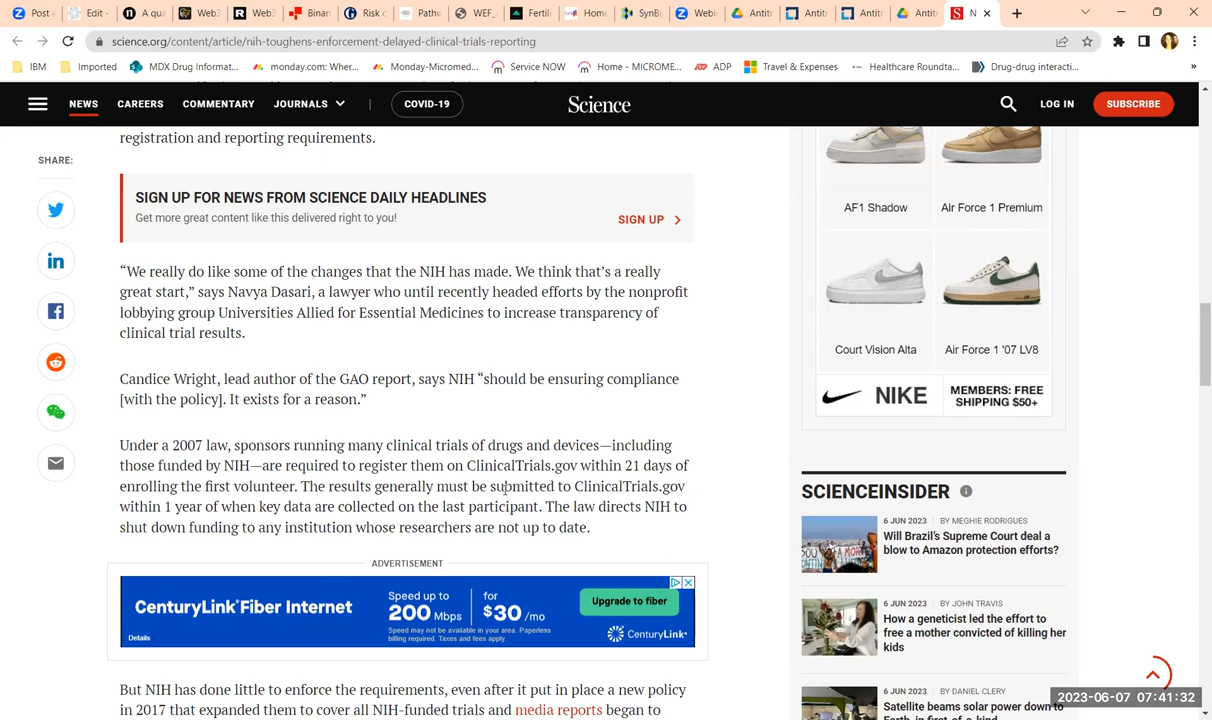 Post
Edit -
A qua
Web3
Web3
Binan
Risk c
Pathw
WEF_
Fertil
Home
SynBi
Webin
Antit
Antit
Antit
Antit
N
science.org/content/article/nih-toughens-enforcement-delayed-clinical-trials-reporting
IBM
Imported
MDX Drug Informat...
monday.com: Wher...
Monday-Micromed...
Service NOW
Home - MICROME...
ADP
Travel & Expenses
Healthcare Roundta...
Drug-drug interacti...
»
NEWS
CAREERS
COMMENTARY
JOURNALS
COVID-19
Science
LOG IN
SUBSCRIBE
SHARE:
registration and reporting requirements.
SIGN UP FOR NEWS FROM SCIENCE DAILY HEADLINES
Get more great content like this delivered right to you!
SIGN UP
“We really do like some of the changes that the NIH has made. We think that’s a really
great start,” says Navya Dasari, a lawyer who until recently headed efforts by the nonprofit
lobbying group Universities Allied for Essential Medicines to increase transparency of
clinical trial results.
Candice Wright, lead author of the GAO report, says NIH “should be ensuring compliance
[with the policy]. It exists for a reason.”
Under a 2007 law, sponsors running many clinical trials of drugs and devices—including
those funded by NIH—are required to register them on ClinicalTrials.gov within 21 days of
enrolling the first volunteer. The results generally must be submitted to ClinicalTrials.gov
within 1 year of when key data are collected on the last participant. The law directs NIH to
shut down funding to any institution whose researchers are not up to date.
ADVERTISEMENT
CenturyLink Fiber Internet
Details
Speed up to
200 Mbps
for
$30 /mo
Speed may not be available in your area. Paperless
billing required. Taxes and fees apply.
Upgrade to fiber
CenturyLink
But NIH has done little to enforce the requirements, even after it put in place a new policy
in 2017 that expanded them to cover all NIH-funded trials and media reports began to
AF1 Shadow
Air Force 1 Premium
Court Vision Alta
Air Force 1 '07 LV8
NIKE
MEMBERS: FREE
SHIPPING $50+
SCIENCEINSIDER
6 JUN 2023 | BY MEGHIE RODRIGUES
Will Brazil’s Supreme Court deal a
blow to Amazon protection efforts?
6 JUN 2023 | BY JOHN TRAVIS
How a geneticist led the effort to
free a mother convicted of killing her
kids
6 JUN 2023 | BY DANIEL CLERY
Satellite beams solar power down to
Earth, in first-of-a-kind
2023-06-07 07:41:32